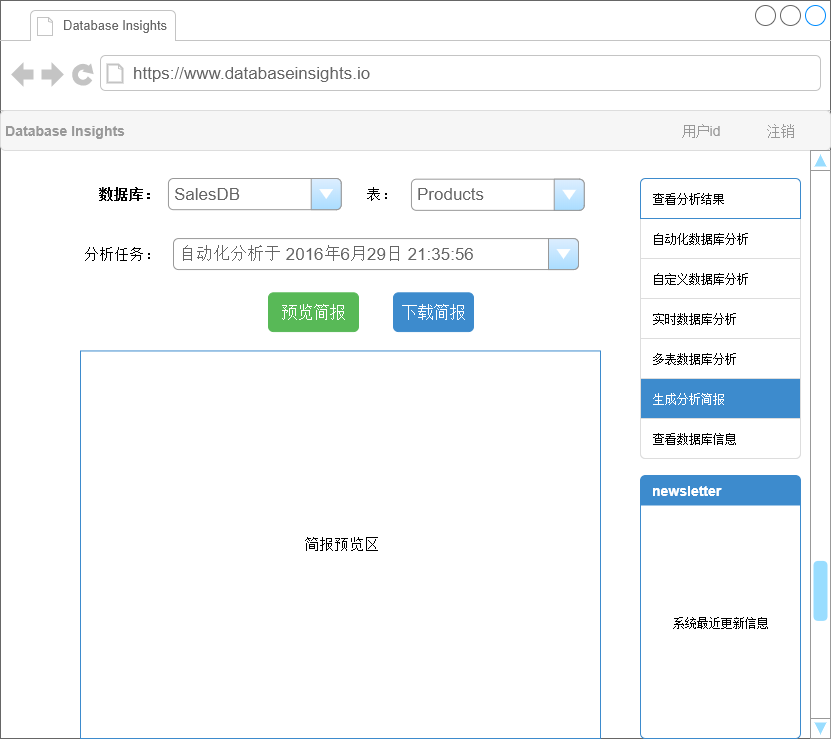 Database Insights
https://www.databaseinsights.io
Database Insights 用户id 注销
数据库： SalesDB 表： Products
分析任务： 自动化分析于 2016年6月29日 21:35:56
预览简报 下载简报
简报预览区
查看分析结果
自动化数据库分析
自定义数据库分析
实时数据库分析
多表数据库分析
生成分析简报
查看数据库信息
newsletter
系统最近更新信息